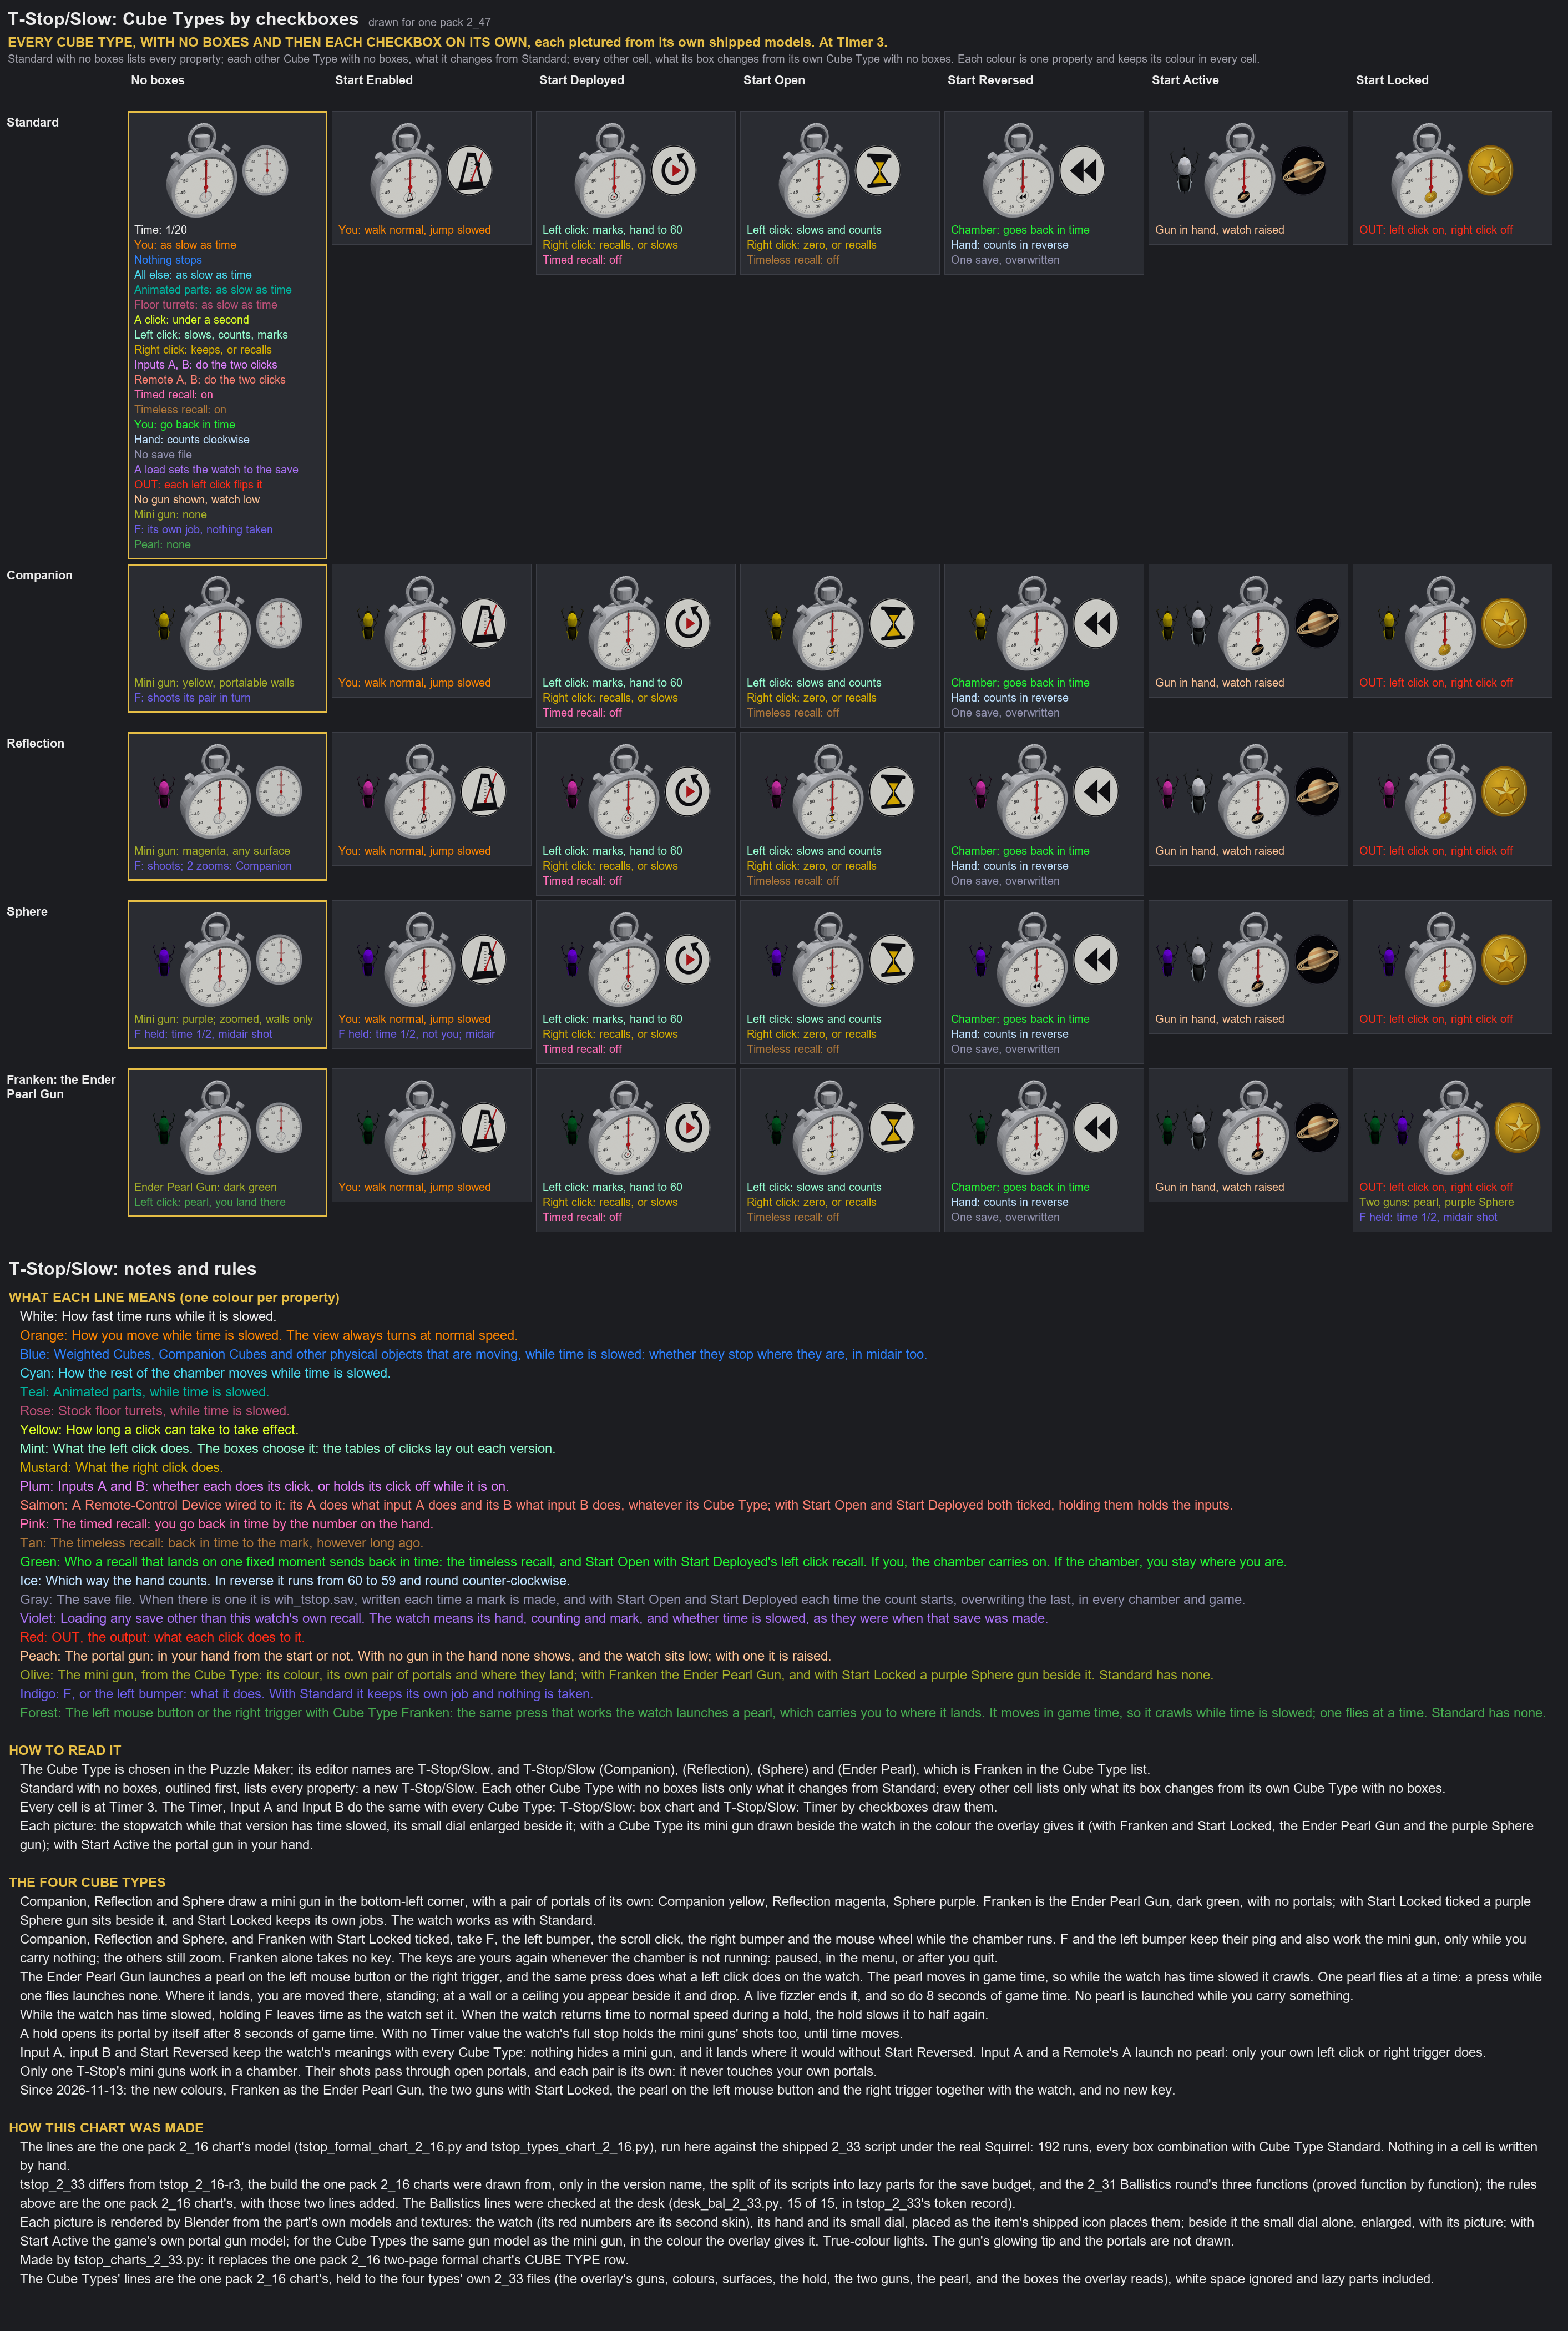 T-Stop/Slow: Cube Types by checkboxes drawn for one pack 2_47
EVERY CUBE TYPE, WITH NO BOXES AND THEN EACH CHECKBOX ON ITS OWN, each pictured from its own shipped models. At Timer 3.
Standard with no boxes lists every property; each other Cube Type with no boxes, what it changes from Standard; every other cell, what its box changes from its own Cube Type with no boxes. Each colour is one property and keeps its colour in every cell.
No boxes
Start Enabled
Start Deployed
Start Open
Start Reversed
Start Active
Start Locked
Standard
Time: 1/20
You: as slow as time
Nothing stops
All else: as slow as time
Animated parts: as slow as time
Floor turrets: as slow as time
A click: under a second
Left click: slows, counts, marks
Right click: keeps, or recalls
Inputs A, B: do the two clicks
Remote A, B: do the two clicks
Timed recall: on
Timeless recall: on
You: go back in time
Hand: counts clockwise
No save file
A load sets the watch to the save
OUT: each left click flips it
No gun shown, watch low
Mini gun: none
F: its own job, nothing taken
Pearl: none
You: walk normal, jump slowed
Left click: marks, hand to 60
Right click: recalls, or slows
Timed recall: off
Left click: slows and counts
Right click: zero, or recalls
Timeless recall: off
Chamber: goes back in time
Hand: counts in reverse
One save, overwritten
Gun in hand, watch raised
OUT: left click on, right click off
Companion
Mini gun: yellow, portalable walls
F: shoots its pair in turn
You: walk normal, jump slowed
Left click: marks, hand to 60
Right click: recalls, or slows
Timed recall: off
Left click: slows and counts
Right click: zero, or recalls
Timeless recall: off
Chamber: goes back in time
Hand: counts in reverse
One save, overwritten
Gun in hand, watch raised
OUT: left click on, right click off
Reflection
Mini gun: magenta, any surface
F: shoots; 2 zooms: Companion
You: walk normal, jump slowed
Left click: marks, hand to 60
Right click: recalls, or slows
Timed recall: off
Left click: slows and counts
Right click: zero, or recalls
Timeless recall: off
Chamber: goes back in time
Hand: counts in reverse
One save, overwritten
Gun in hand, watch raised
OUT: left click on, right click off
Sphere
Mini gun: purple; zoomed, walls only
F held: time 1/2, midair shot
You: walk normal, jump slowed
F held: time 1/2, not you; midair
Left click: marks, hand to 60
Right click: recalls, or slows
Timed recall: off
Left click: slows and counts
Right click: zero, or recalls
Timeless recall: off
Chamber: goes back in time
Hand: counts in reverse
One save, overwritten
Gun in hand, watch raised
OUT: left click on, right click off
Franken: the Ender
Pearl Gun
Ender Pearl Gun: dark green
Left click: pearl, you land there
You: walk normal, jump slowed
Left click: marks, hand to 60
Right click: recalls, or slows
Timed recall: off
Left click: slows and counts
Right click: zero, or recalls
Timeless recall: off
Chamber: goes back in time
Hand: counts in reverse
One save, overwritten
Gun in hand, watch raised
OUT: left click on, right click off
Two guns: pearl, purple Sphere
F held: time 1/2, midair shot
T-Stop/Slow: notes and rules
WHAT EACH LINE MEANS (one colour per property)
White: How fast time runs while it is slowed.
Orange: How you move while time is slowed. The view always turns at normal speed.
Blue: Weighted Cubes, Companion Cubes and other physical objects that are moving, while time is slowed: whether they stop where they are, in midair too.
Cyan: How the rest of the chamber moves while time is slowed.
Teal: Animated parts, while time is slowed.
Rose: Stock floor turrets, while time is slowed.
Yellow: How long a click can take to take effect.
Mint: What the left click does. The boxes choose it: the tables of clicks lay out each version.
Mustard: What the right click does.
Plum: Inputs A and B: whether each does its click, or holds its click off while it is on.
Salmon: A Remote-Control Device wired to it: its A does what input A does and its B what input B does, whatever its Cube Type; with Start Open and Start Deployed both ticked, holding them holds the inputs.
Pink: The timed recall: you go back in time by the number on the hand.
Tan: The timeless recall: back in time to the mark, however long ago.
Green: Who a recall that lands on one fixed moment sends back in time: the timeless recall, and Start Open with Start Deployed's left click recall. If you, the chamber carries on. If the chamber, you stay where you are.
Ice: Which way the hand counts. In reverse it runs from 60 to 59 and round counter-clockwise.
Gray: The save file. When there is one it is wih_tstop.sav, written each time a mark is made, and with Start Open and Start Deployed each time the count starts, overwriting the last, in every chamber and game.
Violet: Loading any save other than this watch's own recall. The watch means its hand, counting and mark, and whether time is slowed, as they were when that save was made.
Red: OUT, the output: what each click does to it.
Peach: The portal gun: in your hand from the start or not. With no gun in the hand none shows, and the watch sits low; with one it is raised.
Olive: The mini gun, from the Cube Type: its colour, its own pair of portals and where they land; with Franken the Ender Pearl Gun, and with Start Locked a purple Sphere gun beside it. Standard has none.
Indigo: F, or the left bumper: what it does. With Standard it keeps its own job and nothing is taken.
Forest: The left mouse button or the right trigger with Cube Type Franken: the same press that works the watch launches a pearl, which carries you to where it lands. It moves in game time, so it crawls while time is slowed; one flies at a time. Standard has none.
HOW TO READ IT
The Cube Type is chosen in the Puzzle Maker; its editor names are T-Stop/Slow, and T-Stop/Slow (Companion), (Reflection), (Sphere) and (Ender Pearl), which is Franken in the Cube Type list.
Standard with no boxes, outlined first, lists every property: a new T-Stop/Slow. Each other Cube Type with no boxes lists only what it changes from Standard; every other cell lists only what its box changes from its own Cube Type with no boxes.
Every cell is at Timer 3. The Timer, Input A and Input B do the same with every Cube Type: T-Stop/Slow: box chart and T-Stop/Slow: Timer by checkboxes draw them.
Each picture: the stopwatch while that version has time slowed, its small dial enlarged beside it; with a Cube Type its mini gun drawn beside the watch in the colour the overlay gives it (with Franken and Start Locked, the Ender Pearl Gun and the purple Sphere
gun); with Start Active the portal gun in your hand.
THE FOUR CUBE TYPES
Companion, Reflection and Sphere draw a mini gun in the bottom-left corner, with a pair of portals of its own: Companion yellow, Reflection magenta, Sphere purple. Franken is the Ender Pearl Gun, dark green, with no portals; with Start Locked ticked a purple
Sphere gun sits beside it, and Start Locked keeps its own jobs. The watch works as with Standard.
Companion, Reflection and Sphere, and Franken with Start Locked ticked, take F, the left bumper, the scroll click, the right bumper and the mouse wheel while the chamber runs. F and the left bumper keep their ping and also work the mini gun, only while you
carry nothing; the others still zoom. Franken alone takes no key. The keys are yours again whenever the chamber is not running: paused, in the menu, or after you quit.
The Ender Pearl Gun launches a pearl on the left mouse button or the right trigger, and the same press does what a left click does on the watch. The pearl moves in game time, so while the watch has time slowed it crawls. One pearl flies at a time: a press while
one flies launches none. Where it lands, you are moved there, standing; at a wall or a ceiling you appear beside it and drop. A live fizzler ends it, and so do 8 seconds of game time. No pearl is launched while you carry something.
While the watch has time slowed, holding F leaves time as the watch set it. When the watch returns time to normal speed during a hold, the hold slows it to half again.
A hold opens its portal by itself after 8 seconds of game time. With no Timer value the watch's full stop holds the mini guns' shots too, until time moves.
Input A, input B and Start Reversed keep the watch's meanings with every Cube Type: nothing hides a mini gun, and it lands where it would without Start Reversed. Input A and a Remote's A launch no pearl: only your own left click or right trigger does.
Only one T-Stop's mini guns work in a chamber. Their shots pass through open portals, and each pair is its own: it never touches your own portals.
Since 2026-11-13: the new colours, Franken as the Ender Pearl Gun, the two guns with Start Locked, the pearl on the left mouse button and the right trigger together with the watch, and no new key.
HOW THIS CHART WAS MADE
The lines are the one pack 2_16 chart's model (tstop_formal_chart_2_16.py and tstop_types_chart_2_16.py), run here against the shipped 2_33 script under the real Squirrel: 192 runs, every box combination with Cube Type Standard. Nothing in a cell is written
by hand.
tstop_2_33 differs from tstop_2_16-r3, the build the one pack 2_16 charts were drawn from, only in the version name, the split of its scripts into lazy parts for the save budget, and the 2_31 Ballistics round's three functions (proved function by function); the rules
above are the one pack 2_16 chart's, with those two lines added. The Ballistics lines were checked at the desk (desk_bal_2_33.py, 15 of 15, in tstop_2_33's token record).
Each picture is rendered by Blender from the part's own models and textures: the watch (its red numbers are its second skin), its hand and its small dial, placed as the item's shipped icon places them; beside it the small dial alone, enlarged, with its picture; with
Start Active the game's own portal gun model; for the Cube Types the same gun model as the mini gun, in the colour the overlay gives it. True-colour lights. The gun's glowing tip and the portals are not drawn.
Made by tstop_charts_2_33.py: it replaces the one pack 2_16 two-page formal chart's CUBE TYPE row.
The Cube Types' lines are the one pack 2_16 chart's, held to the four types' own 2_33 files (the overlay's guns, colours, surfaces, the hold, the two guns, the pearl, and the boxes the overlay reads), white space ignored and lazy parts included.